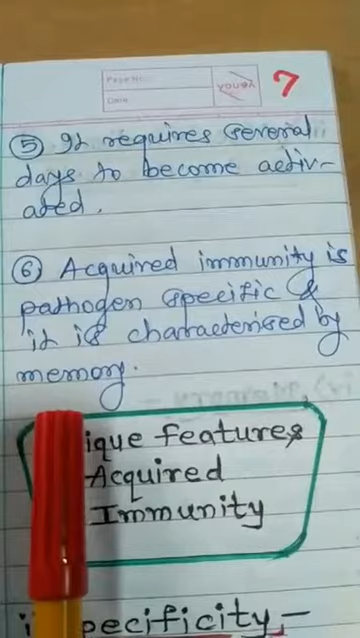 Page No.
Date
YOUVA
7
⑤ It requires several
days to become activ-
ated.
⑥ Acquired immunity is
pathogen specific &
it is characterised by
memory.
ique features
Acquired
Immunity
pecificity -